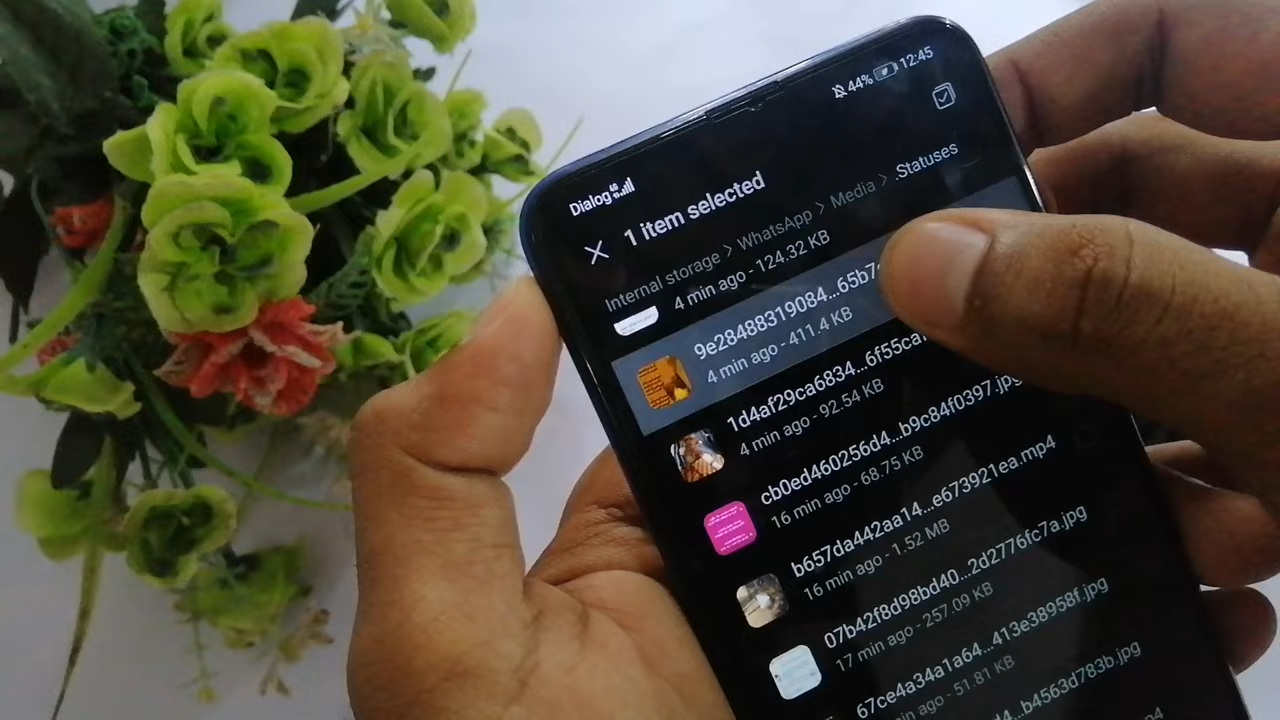 Dialog
44% 12:45
1 item selected
Internal storage > WhatsApp > Media > .Statuses
4 min ago - 124.32 KB
9e28488319084...65b7
4 min ago - 411.4 KB
1d4af29ca6834...6f55ca
4 min ago - 92.54 KB
cb0ed460256d4...b9c84f0397.jpg
16 min ago - 68.75 KB
b657da442aa14...e673921ea.mp4
16 min ago - 1.52 MB
07b42f8d98bd40...2d2776fc7a.jpg
17 min ago - 257.09 KB
67ce4a34a1a64...413e38958f.jpg
min ago - 51.81 KB
d4...b4563d783b.jpg